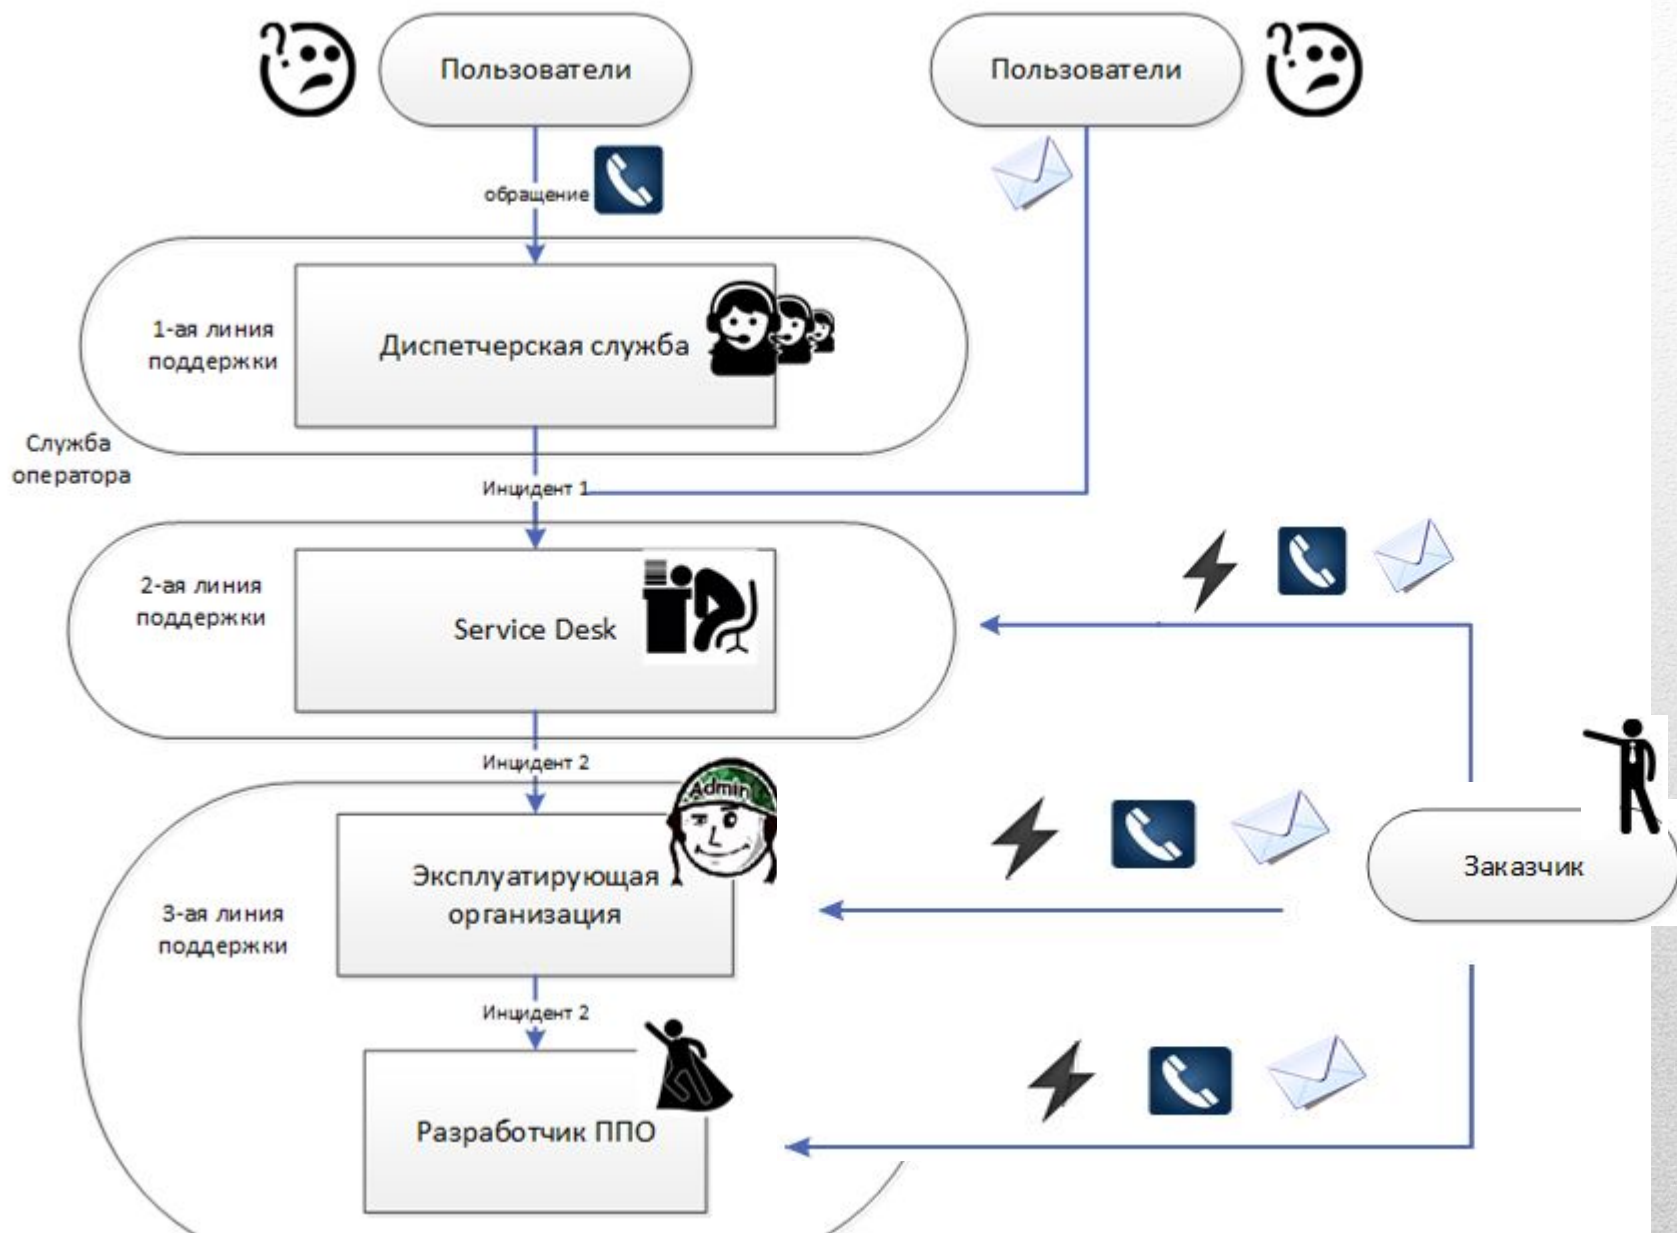 Пользователи
Пользователи
обращение
1-ая линия
поддержки
Диспетчерская служба
Служба
оператора
Инцидент 1
2-ая линия
поддержки
Service Desk
Инцидент 2
Admin
Эксплуатирующая
организация
Заказчик
3-ая линия
поддержки
Инцидент 2
Разработчик ППО